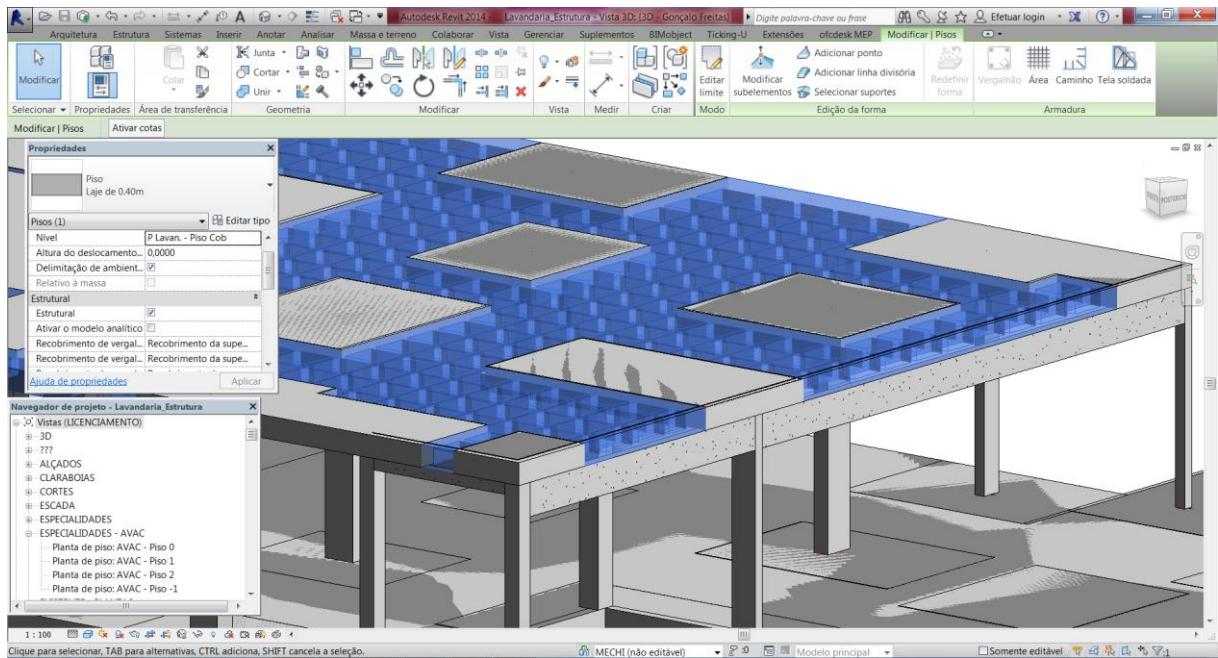 Autodesk Revit 2014 - Lavandaria_Estrutura - Vista 3D: {3D - Gonçalo Freitas}
Digite palavra-chave ou frase
Efetuar login
Arquitetura Estrutura Sistemas Inserir Anotar Analisar Massa e terreno Colaborar Vista Gerenciar Suplementos BIMobject Ticking-U Extensões ofcdesk MEP Modificar | Pisos
Modificar
Colar
Junta
Cortar
Unir
Editar limite
Modificar subelementos
Adicionar ponto
Adicionar linha divisória
Selecionar suportes
Redefinir forma
Vergalhão Área Caminho Tela soldada
Selecionar Propriedades Área de transferência Geometria Modificar Vista Medir Criar Modo Edição da forma Armadura
Modificar | Pisos Ativar cotas
Propriedades
Piso
Laje de 0.40m
Pisos (1) Editar tipo
Nível P Lavan. - Piso Cob
Altura do deslocamento... 0,0000
Delimitação de ambient...
Relativo à massa
Estrutural
Estrutural
Ativar o modelo analítico
Recobrimento de vergal... Recobrimento da supe...
Recobrimento de vergal... Recobrimento da supe...
Ajuda de propriedades Aplicar
Navegador de projeto - Lavandaria_Estrutura
Vistas (LICENCIAMENTO)
3D
???
ALÇADOS
CLARABOIAS
CORTES
ESCADA
ESPECIALIDADES
ESPECIALIDADES - AVAC
Planta de piso: AVAC - Piso 0
Planta de piso: AVAC - Piso 1
Planta de piso: AVAC - Piso 2
Planta de piso: AVAC - Piso -1
POSTERIOR
1 : 100
Clique para selecionar, TAB para alternativas, CTRL adiciona, SHIFT cancela a seleção.
MECHI (não editável)
:0
Modelo principal
Somente editável
:1